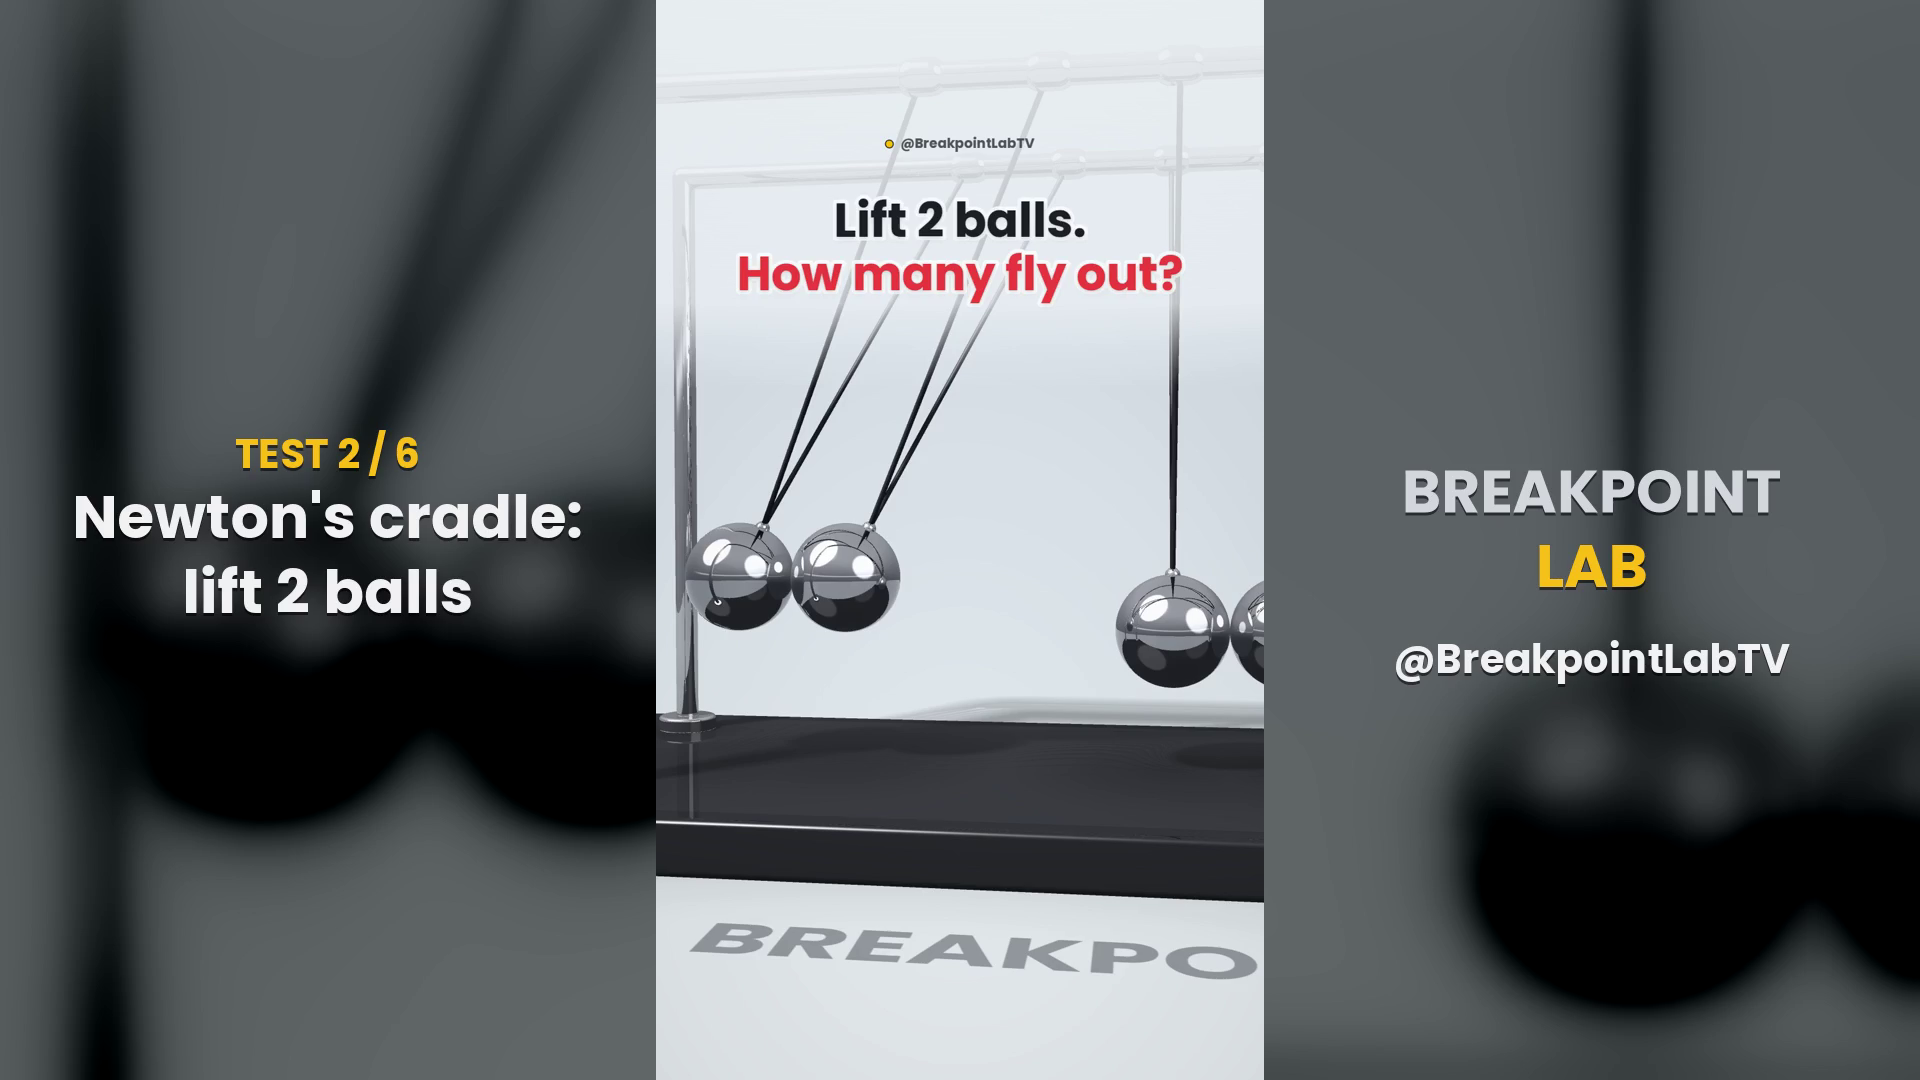 TEST 2 / 6
Newton's cradle:
lift 2 balls
@BreakpointLabTV
Lift 2 balls.
How many fly out?
BREAKPO
BREAKPOINT
LAB
@BreakpointLabTV